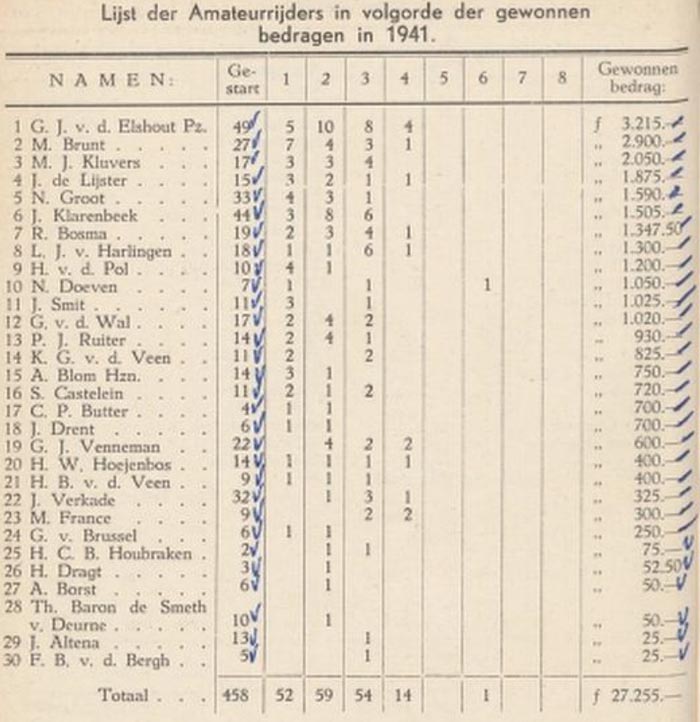 Lijst der Amateurrijders in volgorde der gewonnen
bedragen in 1941.
NAMEN: Ge-start 1 2 3 4 5 6 7 8 Gewonnen bedrag:
1 G. J. v. d. Elshout Pz. 49 5 10 8 4 ƒ 3.215.—
2 M. Brunt . . . . . 27 7 4 3 1 „ 2.900.—
3 M. J. Kluvers . . . . 17 3 3 4 „ 2.050.—
4 J. de Lijster . . . . 15 3 2 1 1 „ 1.875.—
5 N. Groot . . . . . 33 4 3 1 „ 1.590.—
6 J. Klarenbeek . . . . 44 3 8 6 „ 1.505.—
7 R. Bosma . . . . . 19 2 3 4 1 „ 1.347.50
8 L. J. v. Harlingen . . 18 1 1 6 1 „ 1.300.—
9 H. v. d. Pol . . . . 10 4 1 „ 1.200.—
10 N. Doeven . . . . 7 1 1 1 „ 1.050.—
11 J. Smit . . . . . 11 3 1 „ 1.025.—
12 G. v. d. Wal . . . . 17 2 4 2 „ 1.020.—
13 P. J. Ruiter . . . . 14 2 4 1 „ 930.—
14 K. G. v. d. Veen . . 11 2 2 „ 825.—
15 A. Blom Hzn. . . . . 14 3 1 „ 750.—
16 S. Castelein . . . . 11 2 1 2 „ 720.—
17 C. P. Butter . . . . 4 1 1 „ 700.—
18 J. Drent . . . . . 6 1 1 „ 700.—
19 G. J. Venneman . . . 22 4 2 2 „ 600.—
20 H. W. Hoejenbos . . 14 1 1 1 1 „ 400.—
21 H. B. v. d. Veen . . 9 1 1 1 „ 400.—
22 J. Verkade . . . . 32 1 3 1 „ 325.—
23 M. France . . . . 9 2 2 „ 300.—
24 G. v. Brussel . . . . 6 1 1 „ 250.—
25 H. C. B. Houbraken . 2 1 1 „ 75.—
26 H. Dragt . . . . . 3 1 „ 52.50
27 A. Borst . . . . . 6 1 „ 50.—
28 Th. Baron de Smeth
v. Deurne . . . . . 10 1 „ 50.—
29 J. Altena . . . . . 13 1 „ 25.—
30 F. B. v. d. Bergh . . 5 1 „ 25.—
Totaal . . . 458 52 59 54 14 1 ƒ 27.255.—